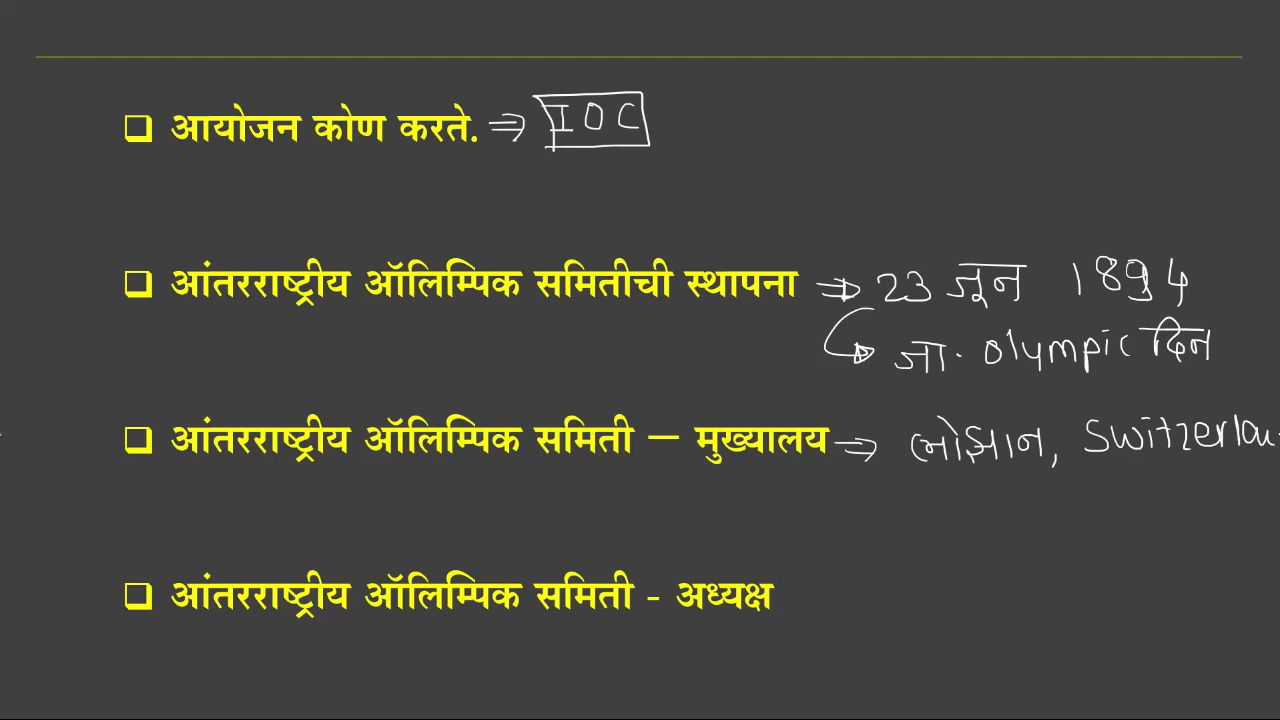 आयोजन कोण करते. ⇒ IOC
आंतरराष्ट्रीय ऑलिम्पिक समितीची स्थापना → 23 जून 1894
जा. Olympic दिन
आंतरराष्ट्रीय ऑलिम्पिक समिती – मुख्यालय ⇒ लोझान, Switzerlan
आंतरराष्ट्रीय ऑलिम्पिक समिती - अध्यक्ष